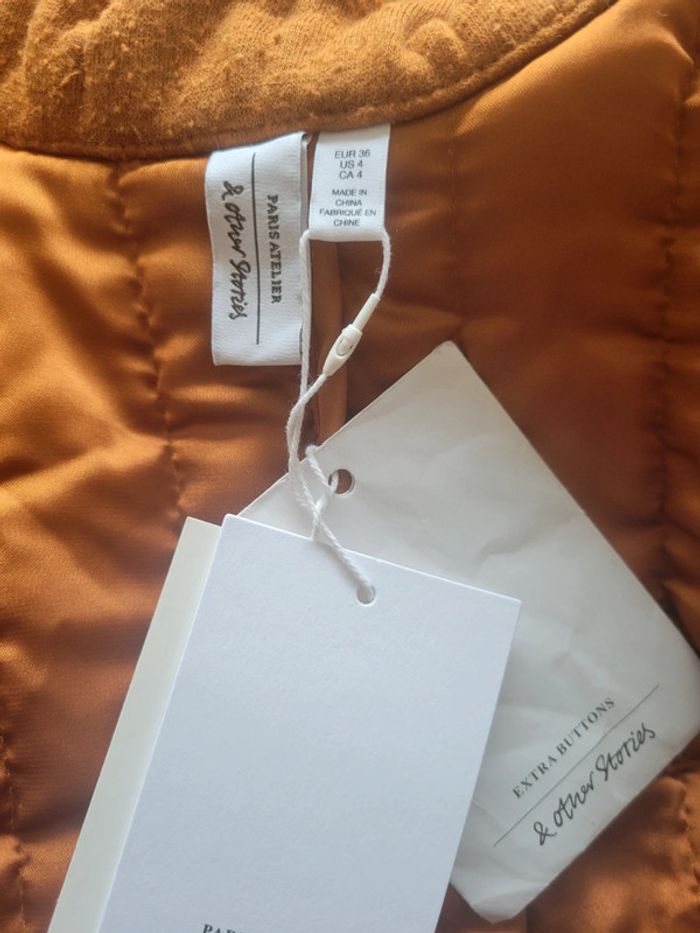 PARIS ATELIER
& other Stories
EUR 36
US 4
CA 4
MADE IN
CHINA
FABRIQUÉ EN
CHINE
EXTRA BUTTONS
& other Stories